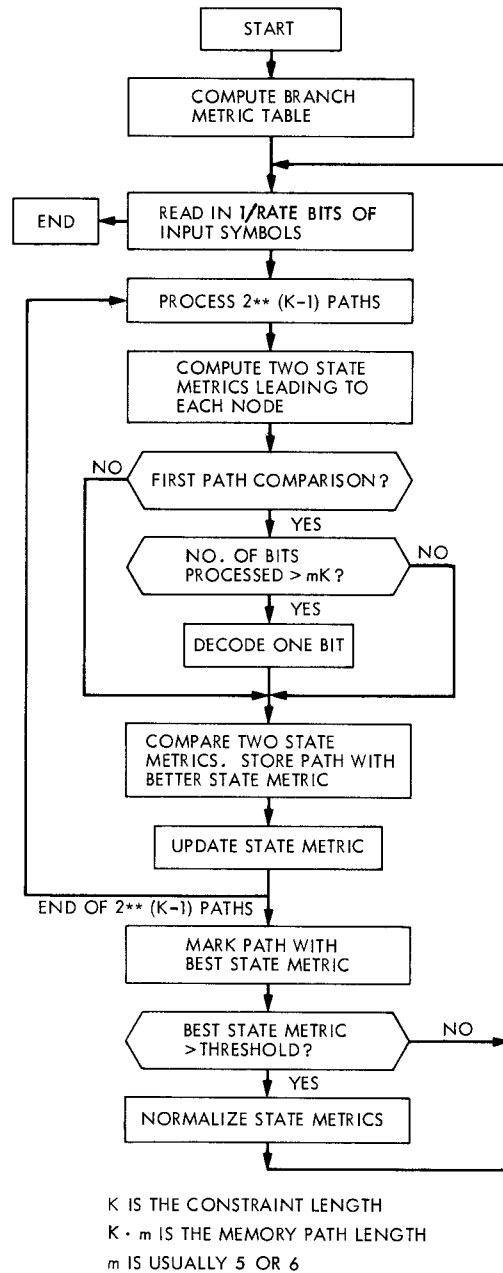 START
COMPUTE BRANCH
METRIC TABLE
END
READ IN 1/RATE BITS OF
INPUT SYMBOLS
PROCESS 2** (K-1) PATHS
COMPUTE TWO STATE
METRICS LEADING TO
EACH NODE
NO
FIRST PATH COMPARISON?
YES
NO. OF BITS
PROCESSED > mK?
NO
YES
DECODE ONE BIT
COMPARE TWO STATE
METRICS. STORE PATH WITH
BETTER STATE METRIC
UPDATE STATE METRIC
END OF 2** (K-1) PATHS
MARK PATH WITH
BEST STATE METRIC
BEST STATE METRIC
>THRESHOLD?
NO
YES
NORMALIZE STATE METRICS
K IS THE CONSTRAINT LENGTH
K · m IS THE MEMORY PATH LENGTH
m IS USUALLY 5 OR 6